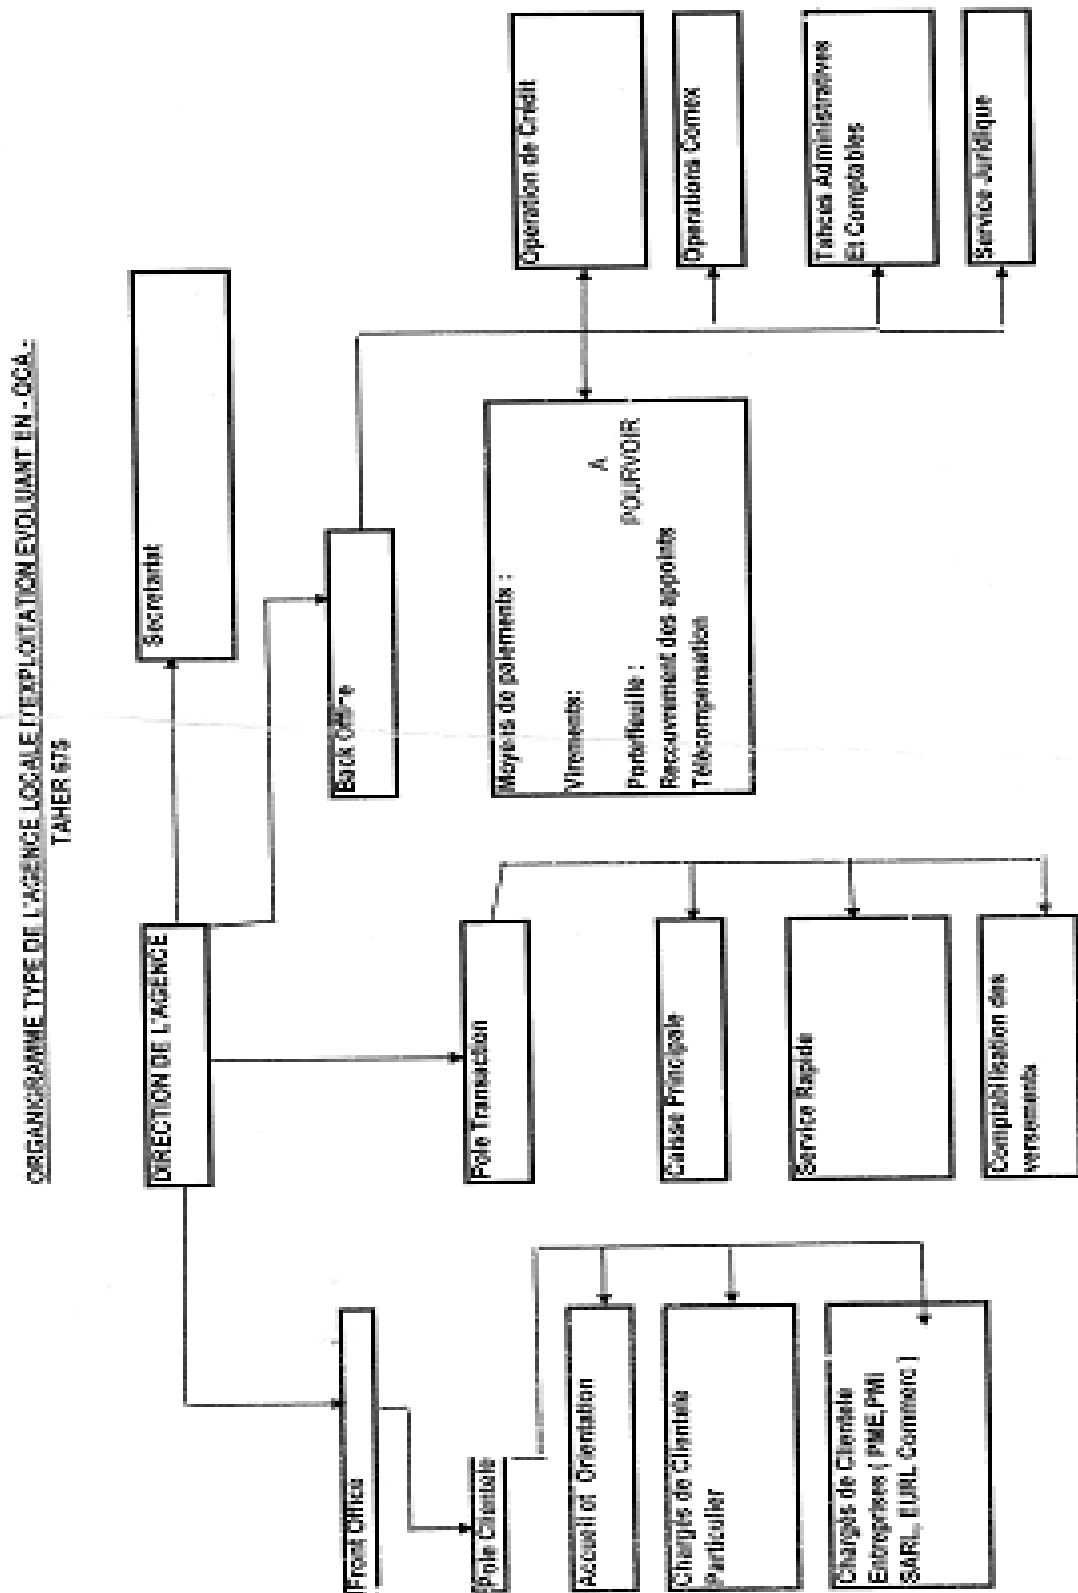 ORGANIGRAMME TYPE DE L'AGENCE LOCALE D'EXPLOITATION EVOLUANT EN - OCA :
TAHER 675
DIRECTION DE L'AGENCE
Secrétariat
Front Office
Back Office
Pole Clientele
Accueil et Orientation
Chargés de Clientele
Particulier
Chargés de Clientele
Entreprises ( PME,PMI
SARL, EURL Commerc )
Pole Transaction
Caisse Principale
Service Rapide
Comptabilisation des
versements
Moyens de paiements :
Virements:
A
POURVOIR
Portefeuille :
Recouvrement des appoints
Télécompensation
Operation de Crédit
Operations Comex
Tahces Administratives
Et Comptables
Service Juridique